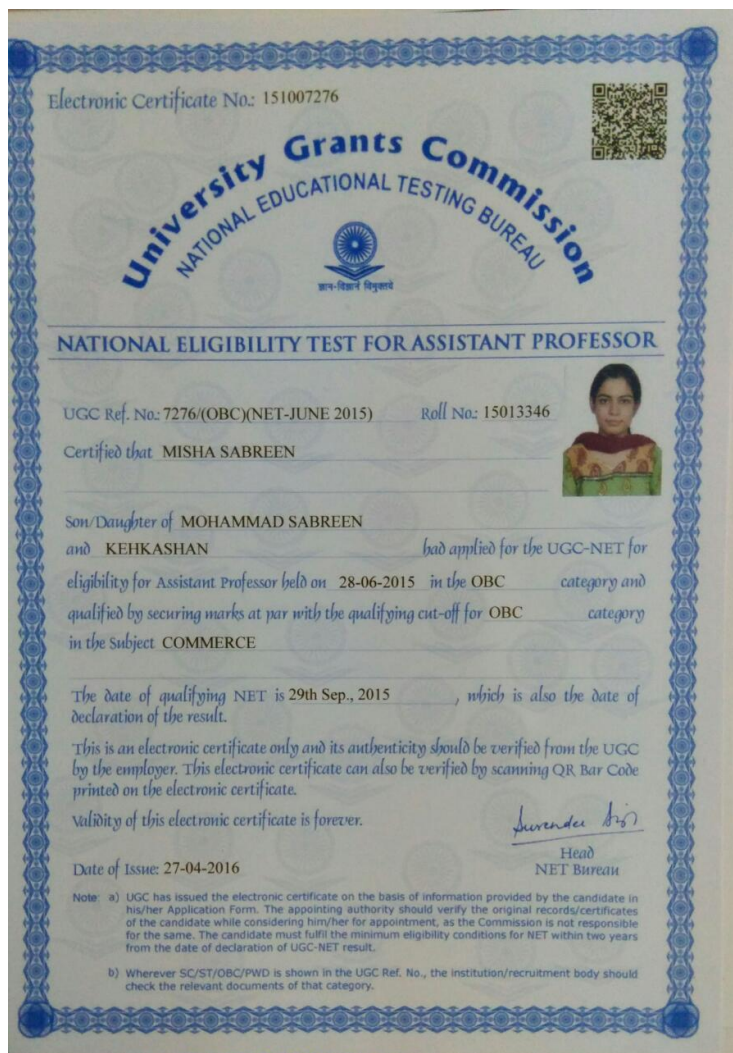 Electronic Certificate No.: 151007276
University Grants Commission
NATIONAL EDUCATIONAL TESTING BUREAU
ज्ञान-विज्ञानं विमुक्तये
NATIONAL ELIGIBILITY TEST FOR ASSISTANT PROFESSOR
UGC Ref. No.: 7276/(OBC)(NET-JUNE 2015) Roll No.: 15013346
Certified that MISHA SABREEN
Son/Daughter of MOHAMMAD SABREEN
and KEHKASHAN had applied for the UGC-NET for
eligibility for Assistant Professor held on 28-06-2015 in the OBC category and
qualified by securing marks at par with the qualifying cut-off for OBC category
in the Subject COMMERCE
The date of qualifying NET is 29th Sep., 2015 , which is also the date of
declaration of the result.
This is an electronic certificate only and its authenticity should be verified from the UGC
by the employer. This electronic certificate can also be verified by scanning QR Bar Code
printed on the electronic certificate.
Validity of this electronic certificate is forever.
Head
Date of Issue: 27-04-2016 NET Bureau
Note: a) UGC has issued the electronic certificate on the basis of information provided by the candidate in
his/her Application Form. The appointing authority should verify the original records/certificates
of the candidate while considering him/her for appointment, as the Commission is not responsible
for the same. The candidate must fulfil the minimum eligibility conditions for NET within two years
from the date of declaration of UGC-NET result.
b) Wherever SC/ST/OBC/PWD is shown in the UGC Ref. No., the institution/recruitment body should
check the relevant documents of that category.